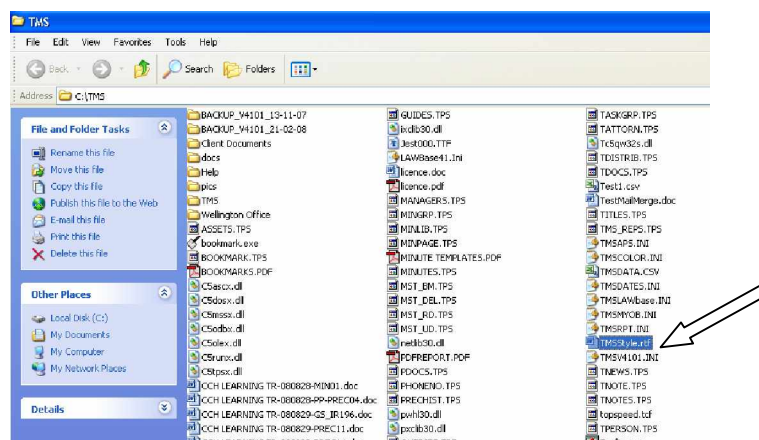 TMS
File Edit View Favorites Tools Help
Back Search Folders
Address C:\TMS
File and Folder Tasks
Rename this file
Move this file
Copy this file
Publish this file to the Web
E-mail this file
Print this file
Delete this file
Other Places
Local Disk (C:)
My Documents
My Computer
My Network Places
Details
BACKUP_V4101_13-11-07
BACKUP_V4101_21-02-08
Client Documents
docs
Help
pics
TMS
Wellington Office
ASSETS.TPS
bookmark.exe
BOOKMARK.TPS
BOOKMARKS.PDF
C5ascx.dll
C5dosx.dll
C5mssx.dll
C5odbx.dll
C5olex.dll
C5runx.dll
C5tpsx.dll
CCH LEARNING TR-080828-MIN01.doc
CCH LEARNING TR-080828-PP-PREC04.doc
CCH LEARNING TR-080829-GS_IR196.doc
CCH LEARNING TR-080829-PREC11.doc
GUIDES.TPS
ixclib30.dll
Jest000.TTF
LAWBase41.Ini
licence.doc
licence.pdf
MANAGERS.TPS
MINGRP.TPS
MINLIB.TPS
MINPAGE.TPS
MINUTE TEMPLATES.PDF
MINUTES.TPS
MST_BM.TPS
MST_DEL.TPS
MST_RD.TPS
MST_UD.TPS
netlib30.dll
PDFREPORT.PDF
PDOCS.TPS
PHONENO.TPS
PRECHIST.TPS
pwhl30.dll
pxclib30.dll
TASKGRP.TPS
TATTORN.TPS
Tc5qw32s.dll
TDISTRIB.TPS
TDOCS.TPS
Test1.csv
TestMailMerge.doc
TITLES.TPS
TMS_REPS.TPS
TMSAPS.INI
TMSCOLOR.INI
TMSDATA.CSV
TMSDATES.INI
TMSLAWbase.INI
TMSMYOB.INI
TMSRPT.INI
TMSStyle.rtf
TMSV4101.INI
TNEWS.TPS
TNOTE.TPS
TNOTES.TPS
topspeed.tcf
TPERSON.TPS